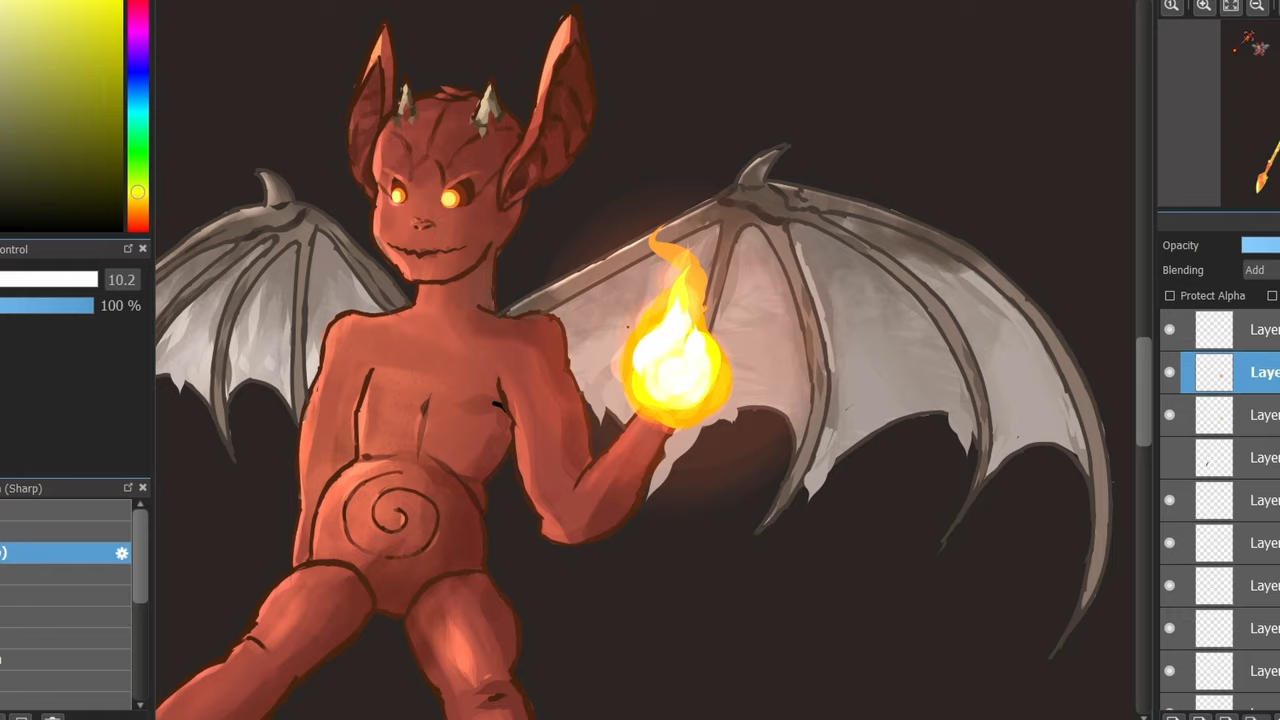 ontrol
10.2
100 %
(Sharp)
Opacity
Blending
Add
Protect Alpha
Laye
Laye
Laye
Laye
Laye
Laye
Laye
Laye
Laye